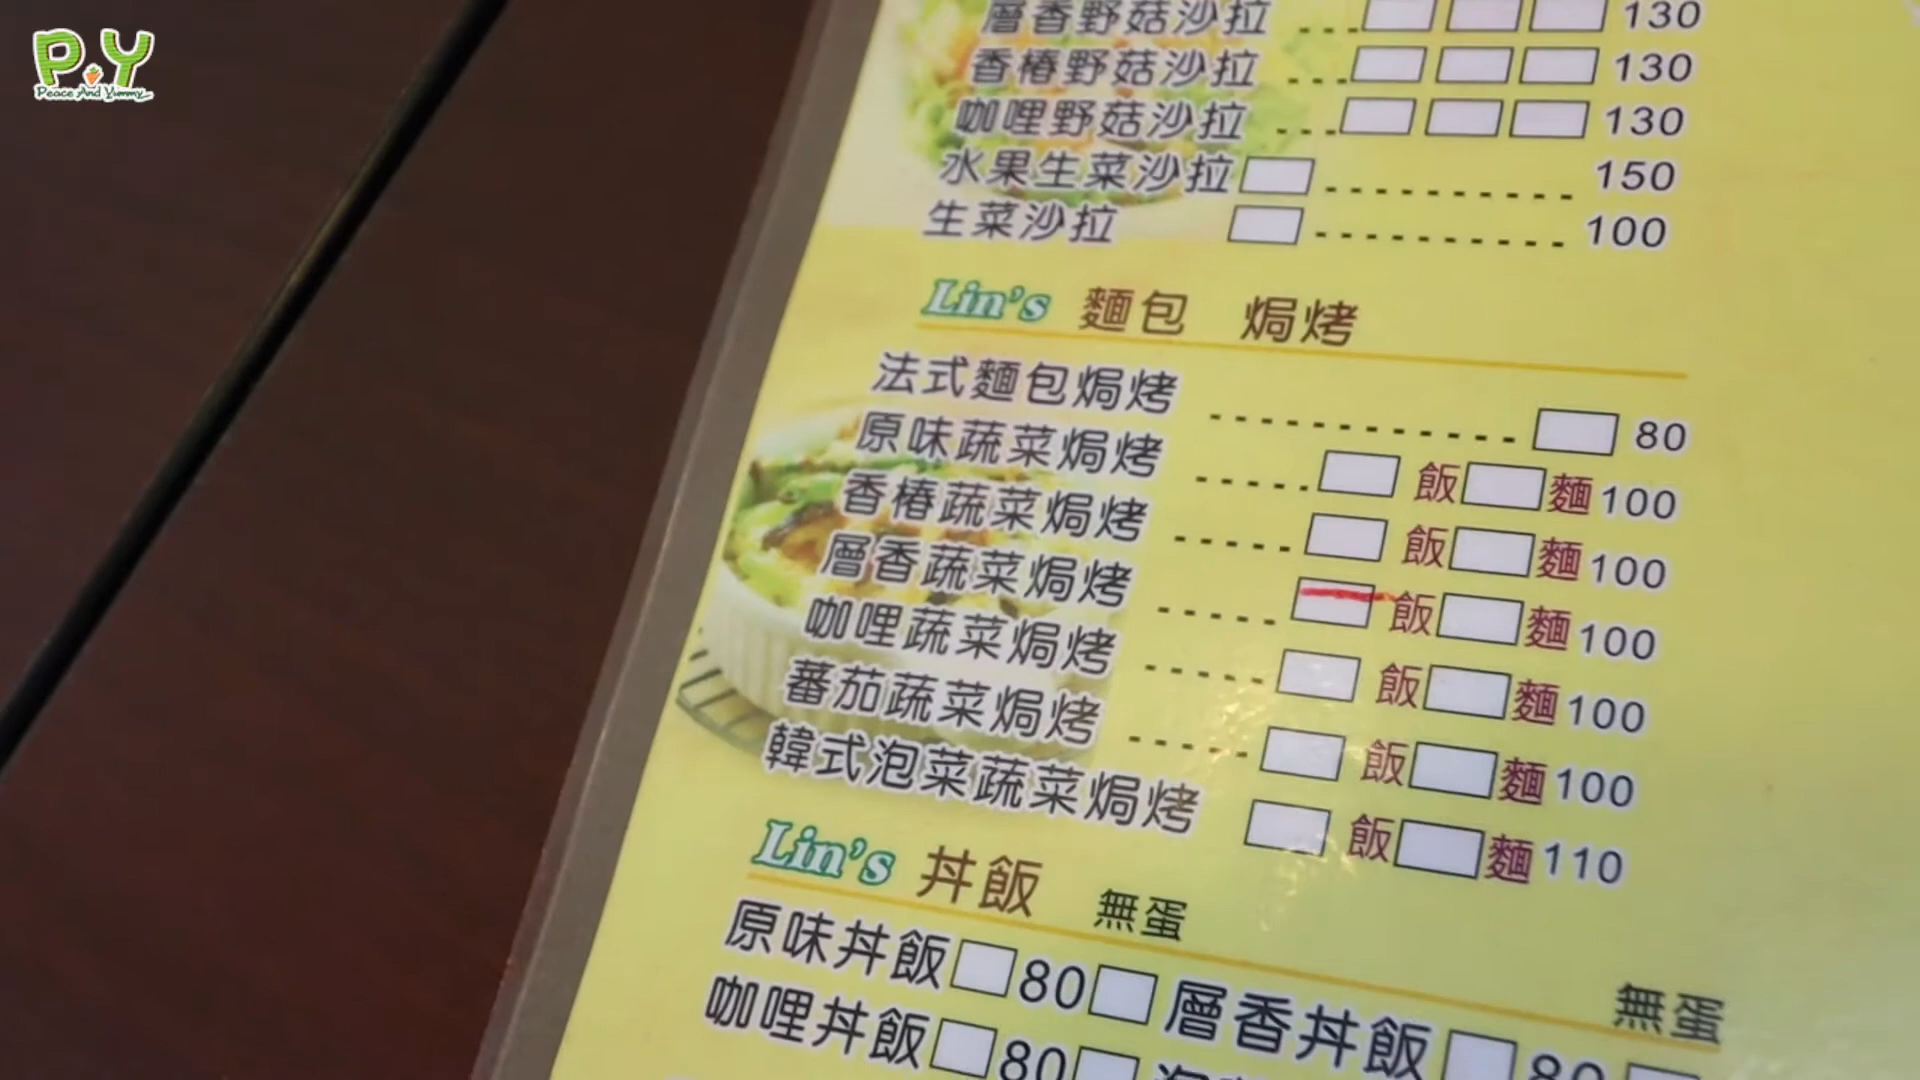 P.Y
Peace And Yummy
層香野菇沙拉 130
香椿野菇沙拉 130
咖哩野菇沙拉 130
水果生菜沙拉 150
生菜沙拉 100
Lin's 麵包 焗烤
法式麵包焗烤 80
原味蔬菜焗烤 飯 麵 100
香椿蔬菜焗烤 飯 麵 100
層香蔬菜焗烤 飯 麵 100
咖哩蔬菜焗烤 飯 麵 100
蕃茄蔬菜焗烤 飯 麵 100
韓式泡菜蔬菜焗烤 飯 麵 110
Lin's 丼飯 無蛋 無蛋
原味丼飯 80 層香丼飯 80
咖哩丼飯 80